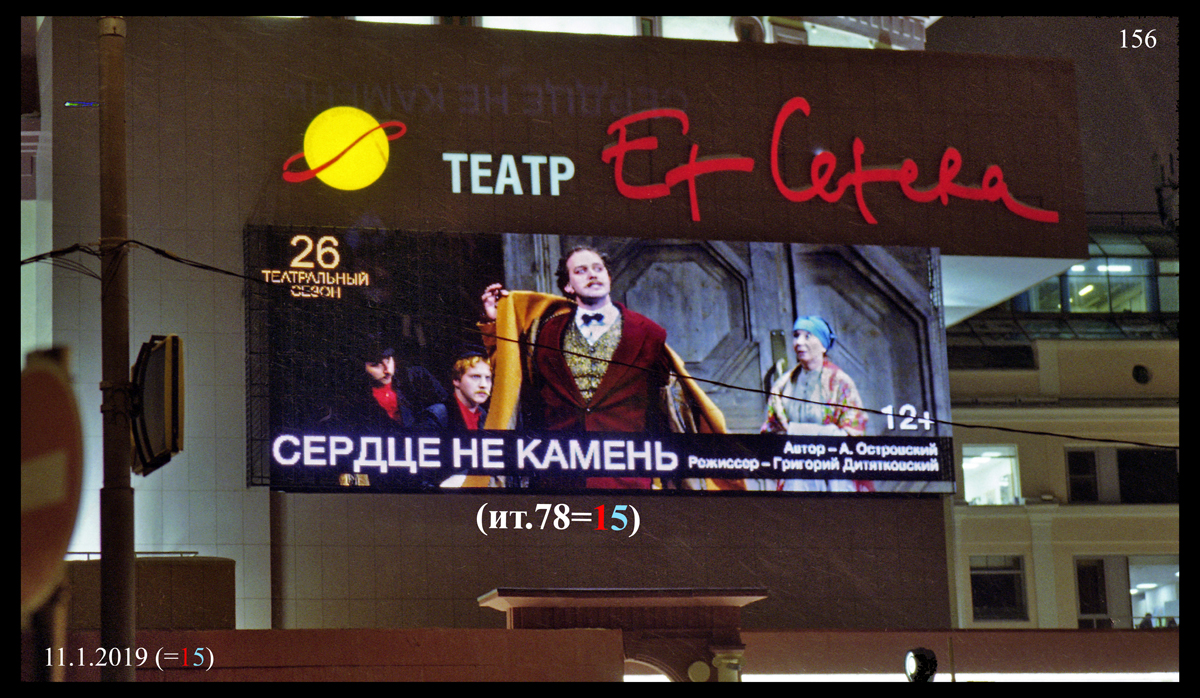 156
ТЕАТР Et Cetera
26
ТЕАТРАЛЬНЫЙ
СЕЗОН
12+
СЕРДЦЕ НЕ КАМЕНЬ
Автор – А. Островский
Режиссер – Григорий Дитятковский
(ит.78=15)
11.1.2019 (=15)